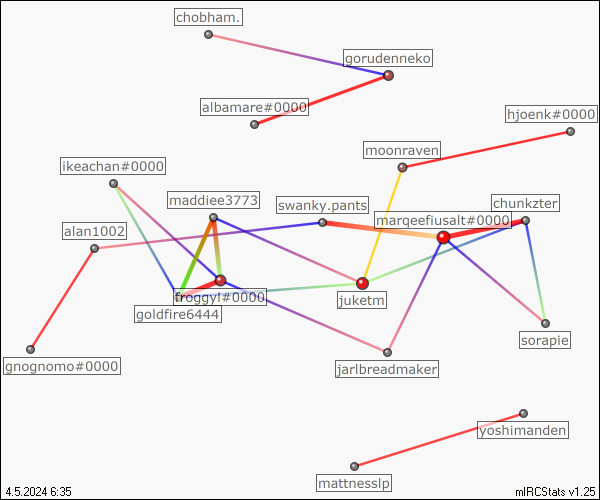 chobham.
gorudenneko
albamare#0000
hjoenk#0000
moonraven
ikeachan#0000
maddiee3773
swanky.pants
chunkzter
marqeefiusalt#0000
alan1002
froggyl#0000
juketm
goldfire6444
sorapie
gnognomo#0000
jarlbreadmaker
yoshimanden
mattnesslp
4.5.2024 6:35
mIRCStats v1.25